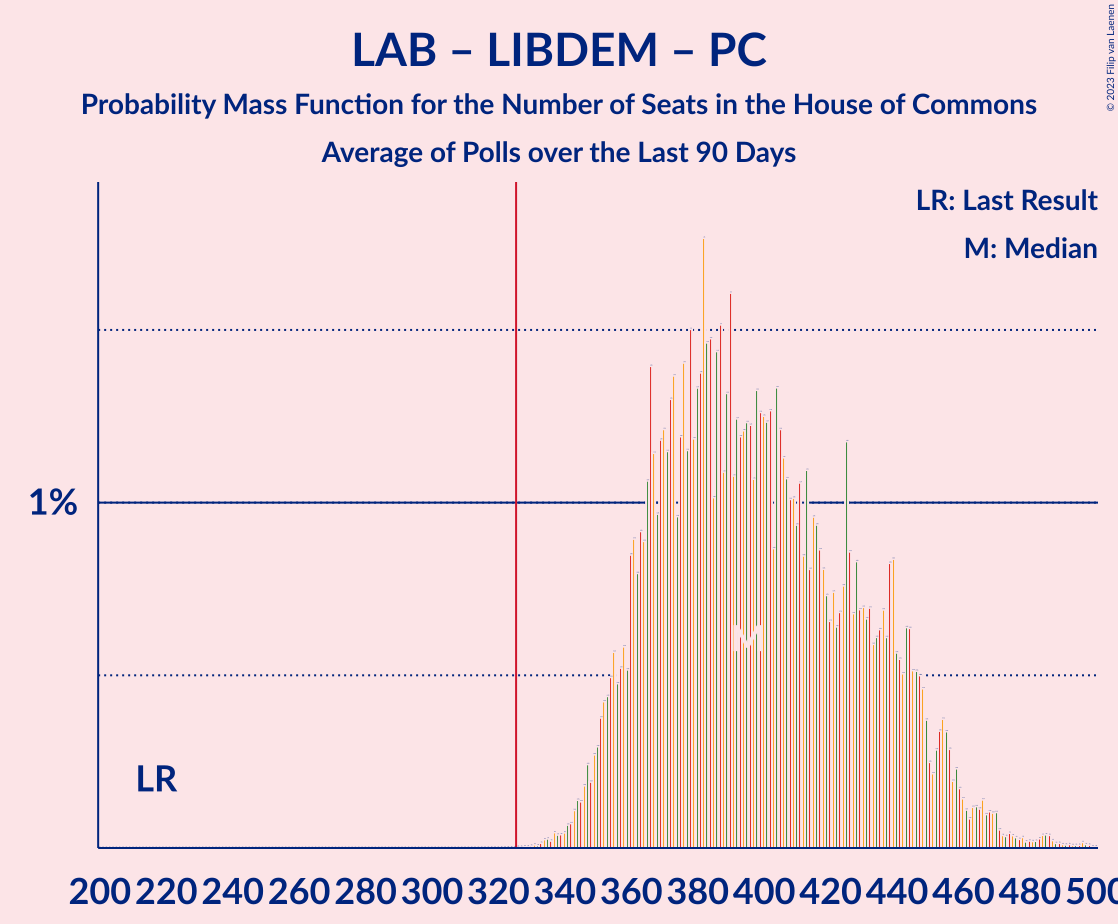 LAB – LIBDEM – PC
Probability Mass Function for the Number of Seats in the House of Commons
Average of Polls over the Last 90 Days
© 2023 Filip van Laenen
LR: Last Result
M: Median
1%
M
LR
200 220 240 260 280 300 320 340 360 380 400 420 440 460 480 500